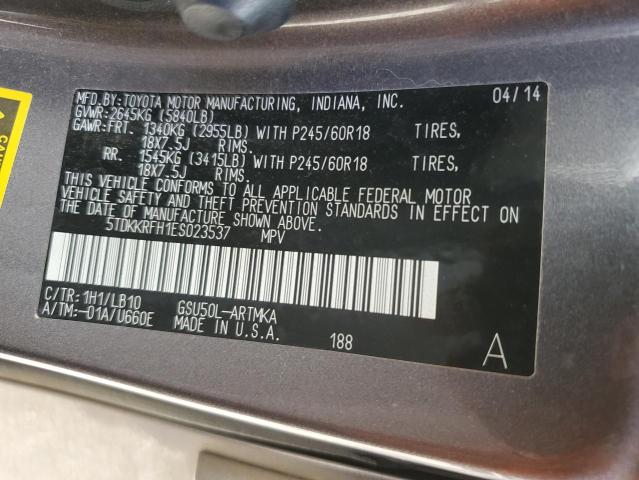 MFD.BY:TOYOTA MOTOR MANUFACTURING, INDIANA, INC. 04/14
GVWR:2645KG (5840LB)
GAWR:FRT. 1340KG (2955LB) WITH P245/60R18 TIRES,
18X7.5J RIMS.
RR. 1545KG (3415LB) WITH P245/60R18 TIRES,
18X7.5J RIMS.
THIS VEHICLE CONFORMS TO ALL APPLICABLE FEDERAL MOTOR
VEHICLE SAFETY AND THEFT PREVENTION STANDARDS IN EFFECT ON
THE DATE OF MANUFACTURE SHOWN ABOVE.
5TDKKRFH1ES023537 MPV
C/TR: 1H1/LB10 GSU50L-ARTMKA
A/TM:-01A/U660E MADE IN U.S.A. 188 A